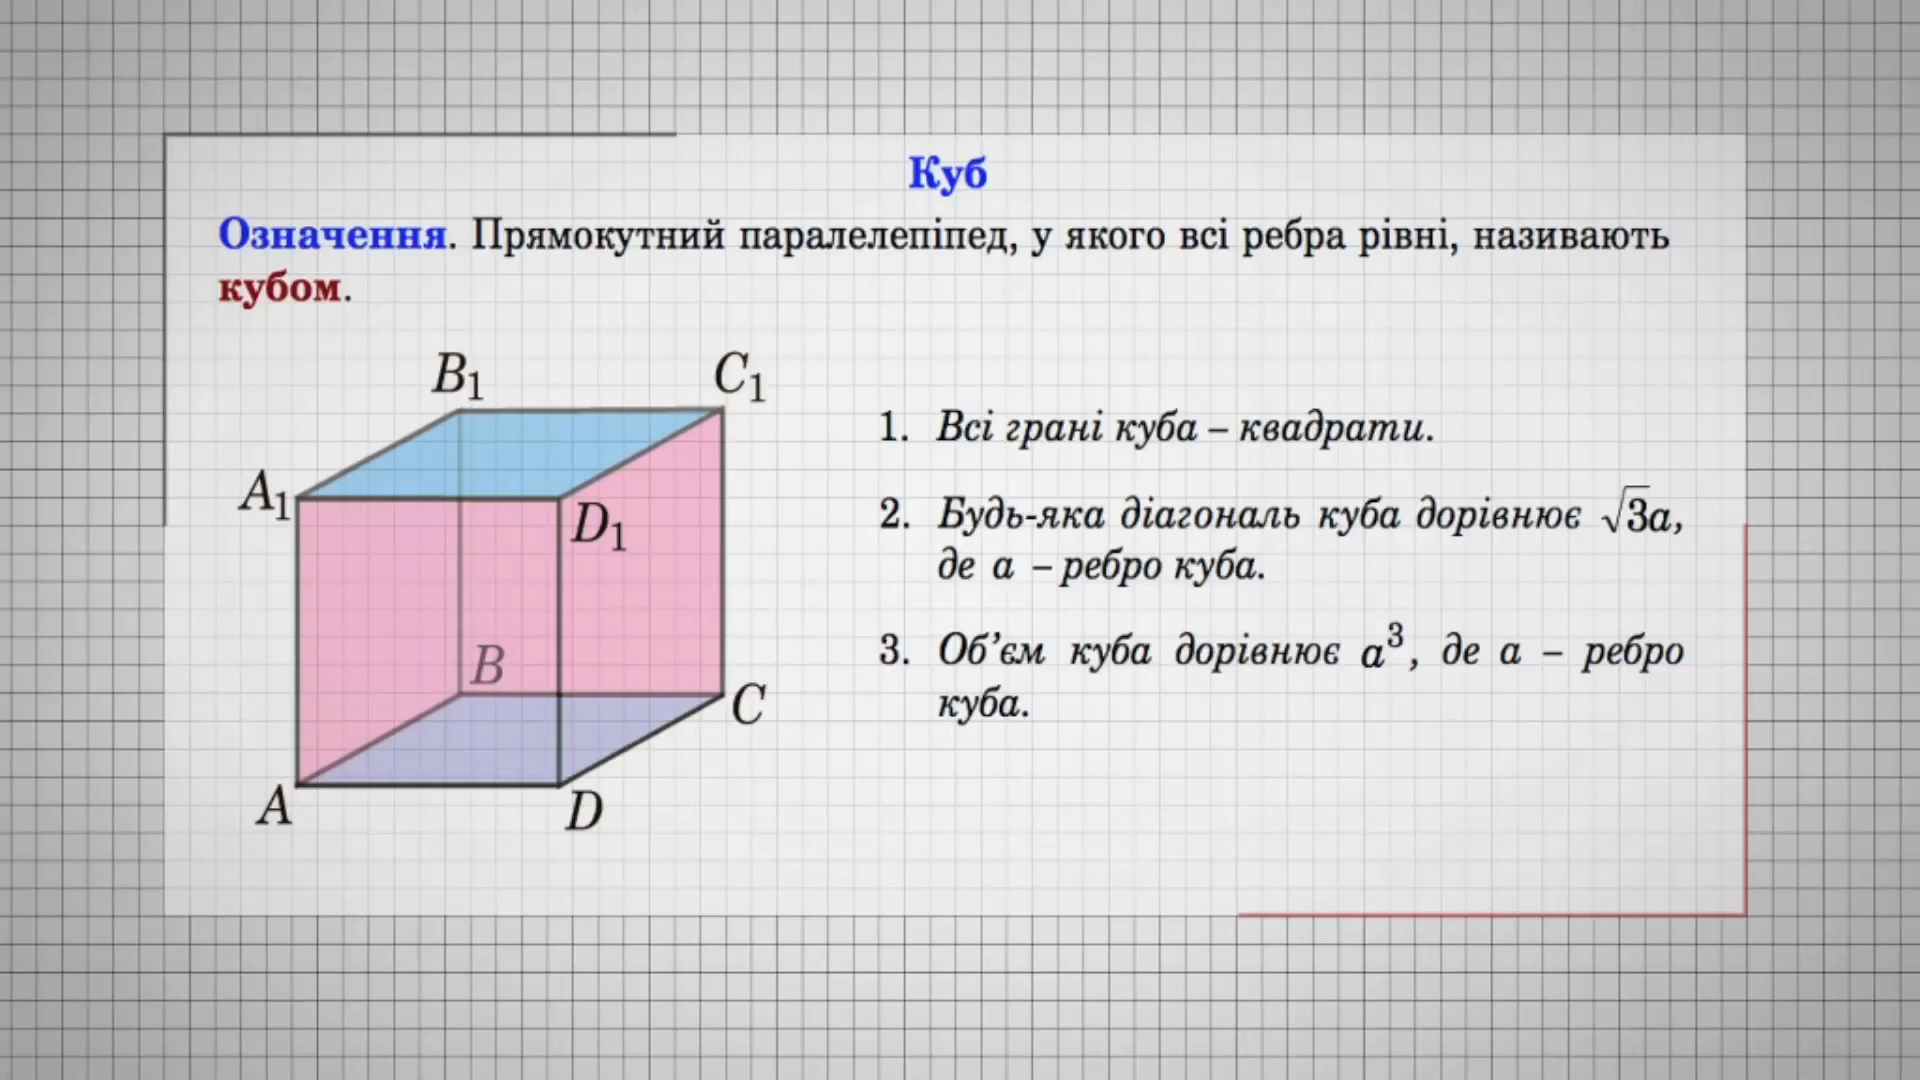 Куб
Означення. Прямокутний паралелепіпед, у якого всі ребра рівні, називають
кубом.
B₁
C₁
A₁
D₁
B
C
A
D
1. Всі грані куба – квадрати.
2. Будь-яка діагональ куба дорівнює √3a,
де a – ребро куба.
3. Об’єм куба дорівнює a³, де a – ребро
куба.